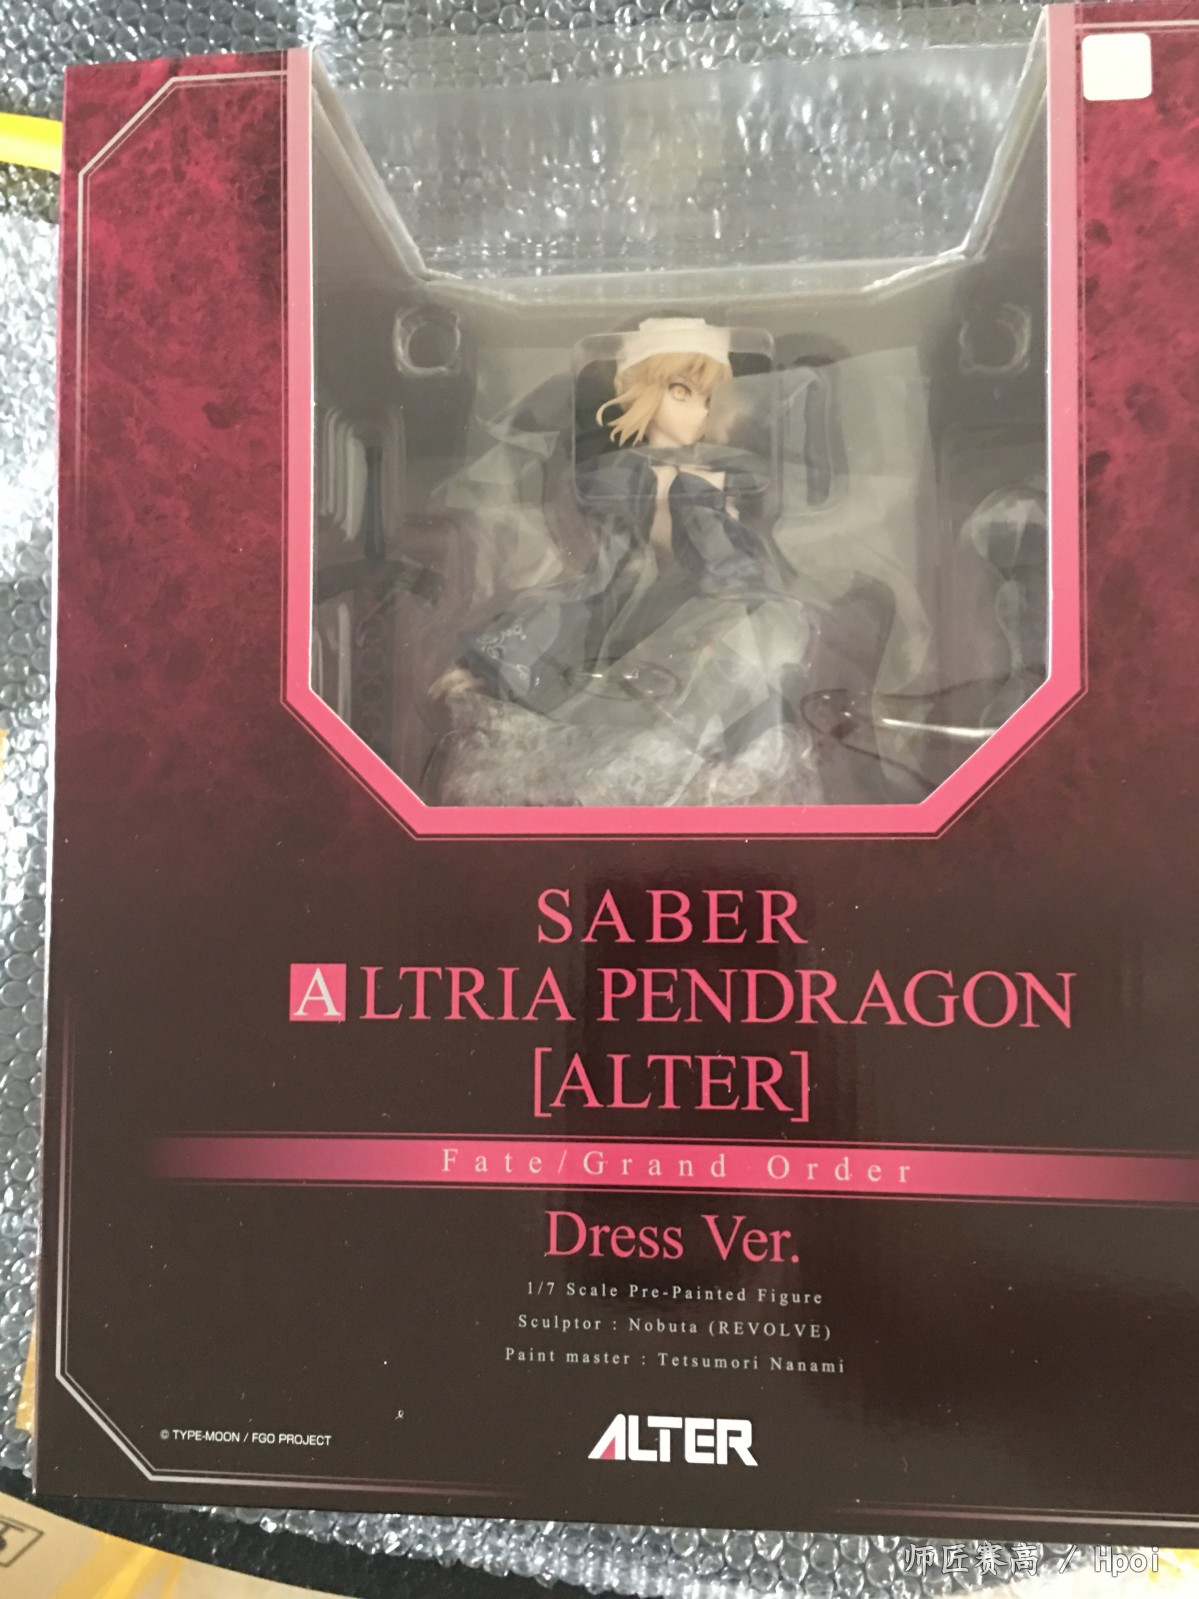 SABER
ALTRIA PENDRAGON
[ALTER]
Fate/Grand Order
Dress Ver.
1/7 Scale Pre-Painted Figure
Sculptor : Nobuta (REVOLVE)
Paint master : Tetsumori Nanami
© TYPE-MOON / FGO PROJECT
ALTER
师匠赛高 / Hpoi